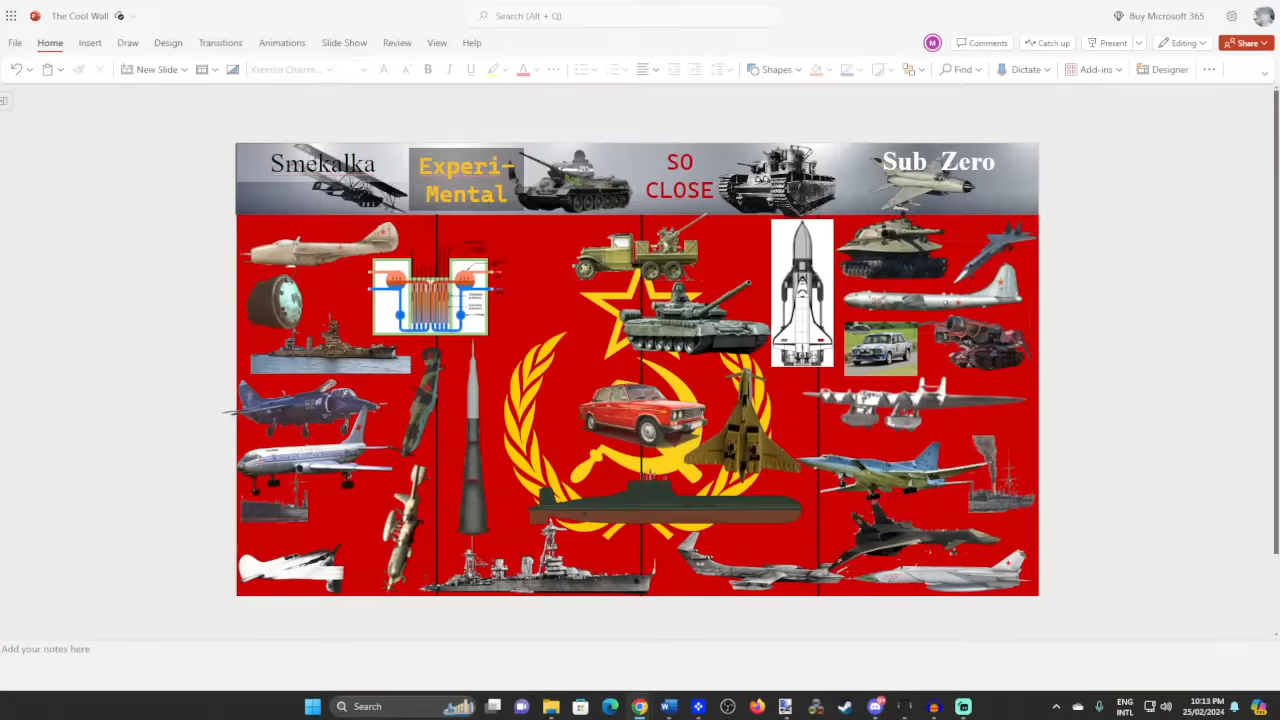 The Cool Wall
Search (Alt + Q)
Buy Microsoft 365
File Home Insert Draw Design Transitions Animations Slide Show Review View Help
M
Comments
Catch up
Present
Editing
Share
New Slide
Kremlin Chairm...
B I U
A
Shapes
Find
Dictate
Add-ins
Designer
Smekalka
Experi-
Mental
SO
CLOSE
Sub Zero
Add your notes here
Search
ENG
INTL
10:13 PM
25/02/2024